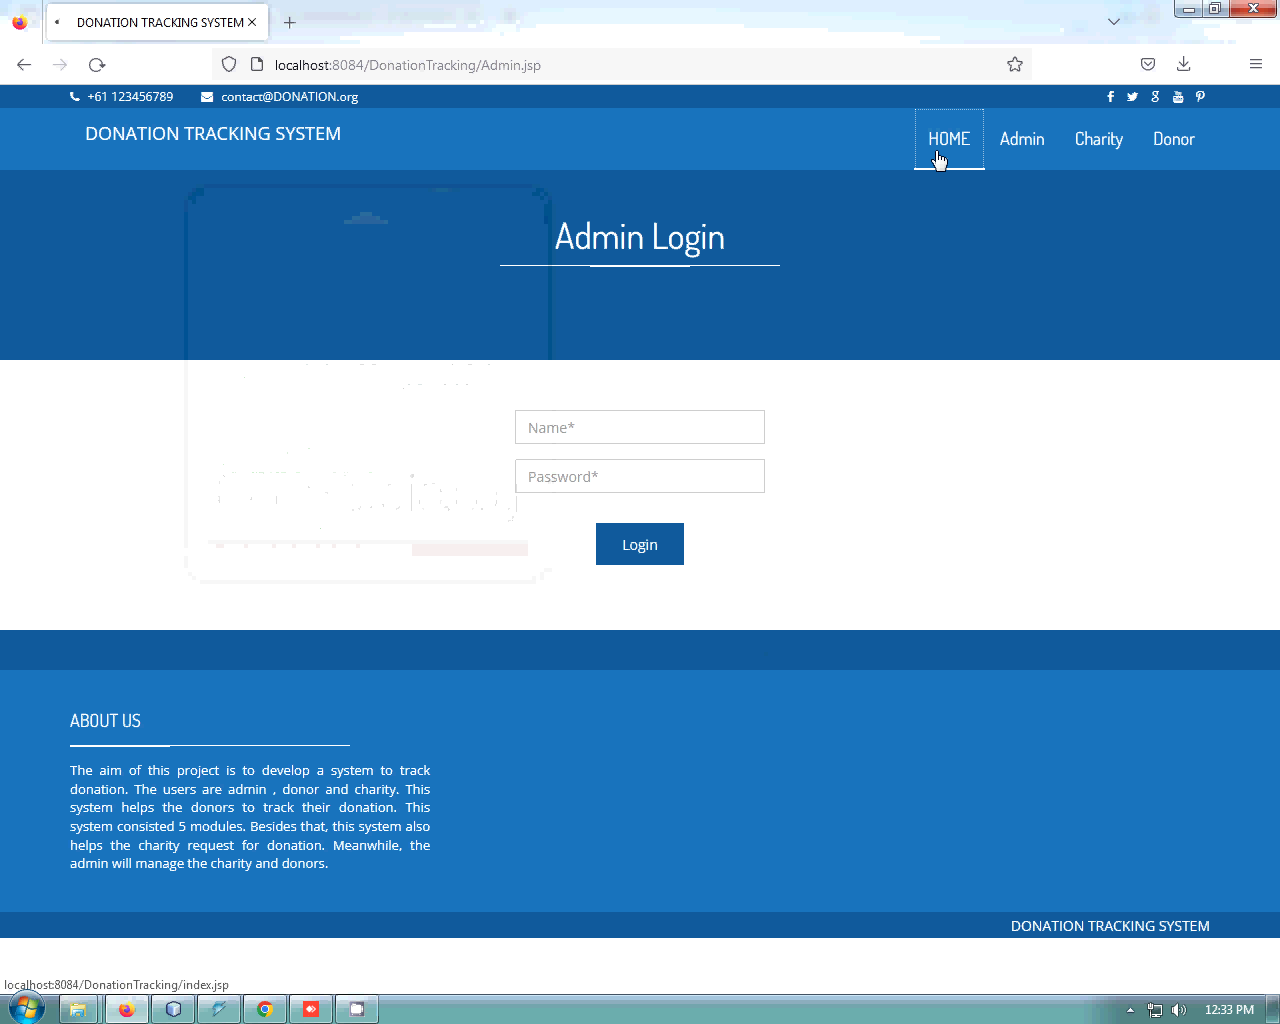 DONATION TRACKING SYSTEM
localhost:8084/DonationTracking/Admin.jsp
+61 123456789 contact@DONATION.org
DONATION TRACKING SYSTEM
HOME Admin Charity Donor
Admin Login
Name*
Password*
Login
ABOUT US
The aim of this project is to develop a system to track
donation. The users are admin , donor and charity. This
system helps the donors to track their donation. This
system consisted 5 modules. Besides that, this system also
helps the charity request for donation. Meanwhile, the
admin will manage the charity and donors.
DONATION TRACKING SYSTEM
localhost:8084/DonationTracking/index.jsp
12:33 PM